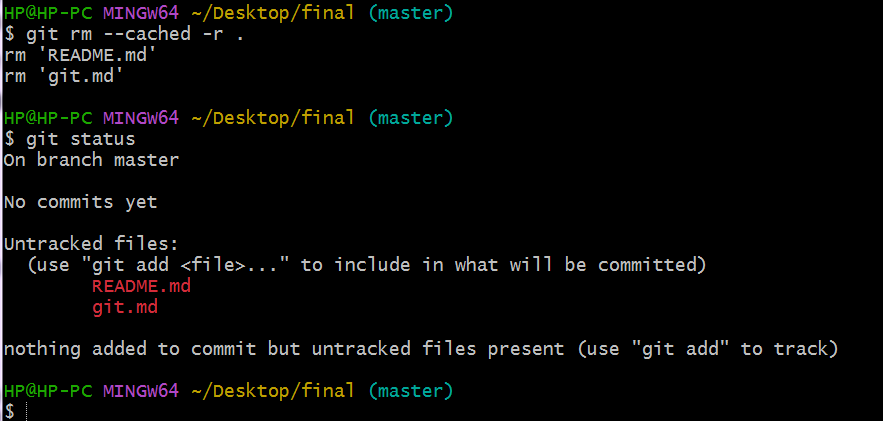 HP@HP-PC MINGW64 ~/Desktop/final (master)
$ git rm --cached -r .
rm 'README.md'
rm 'git.md'
HP@HP-PC MINGW64 ~/Desktop/final (master)
$ git status
On branch master
No commits yet
Untracked files:
  (use "git add <file>..." to include in what will be committed)
        README.md
        git.md
nothing added to commit but untracked files present (use "git add" to track)
HP@HP-PC MINGW64 ~/Desktop/final (master)
$